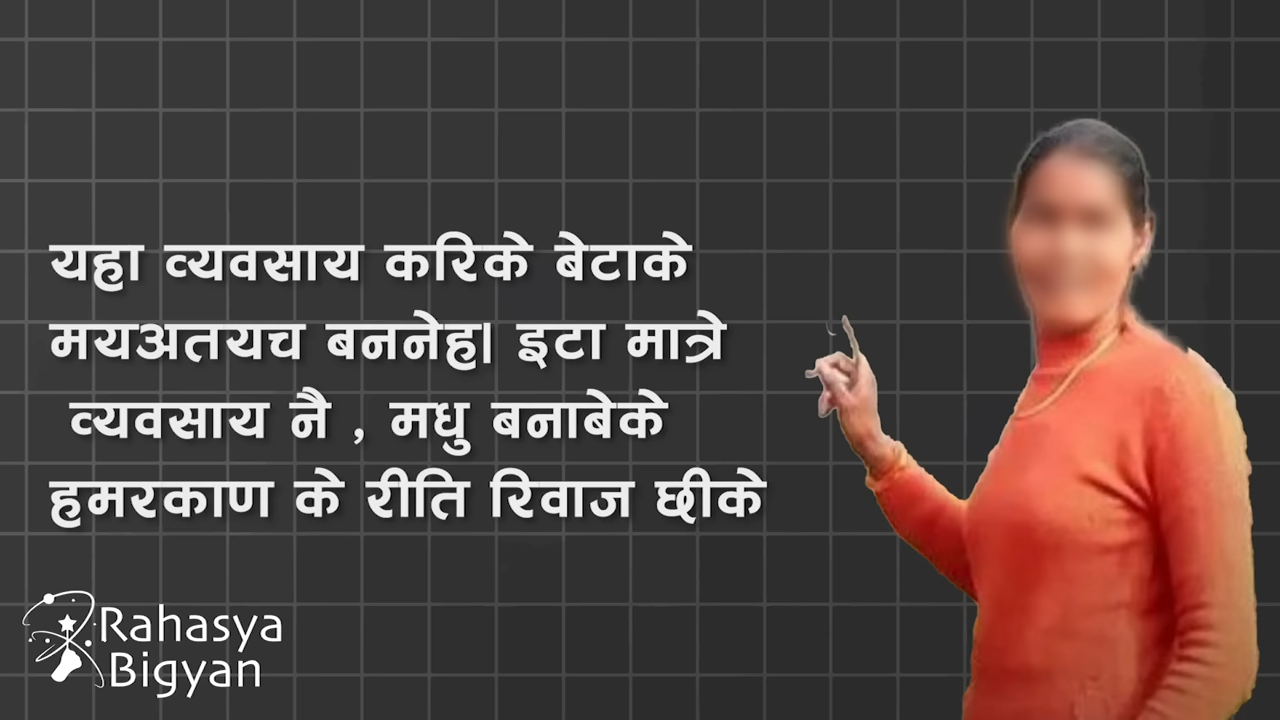 यहा व्यवसाय करिके बेटाके
मयअतयच बननेह। इटा मात्रे
व्यवसाय नै , मधु बनाबेके
हमरकाण के रीति रिवाज छीके
Rahasya
Bigyan